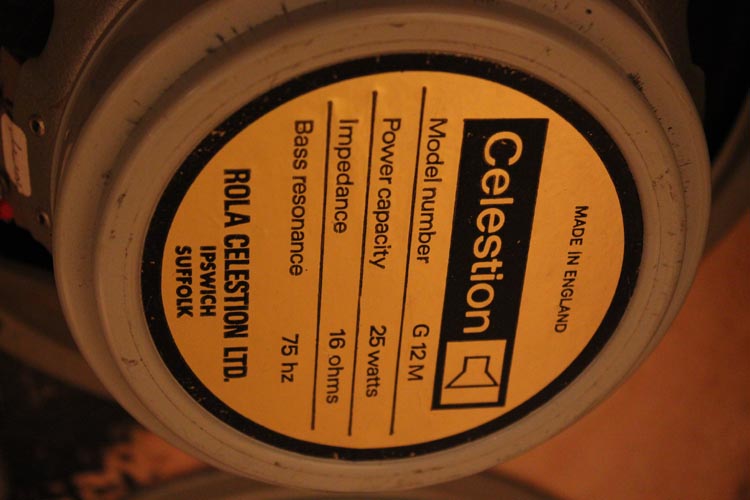 MADE IN ENGLAND
Celestion
Model number G 12 M
Power capacity 25 watts
Impedance 16 ohms
Bass resonance 75 hz
ROLA CELESTION LTD.
IPSWICH
SUFFOLK